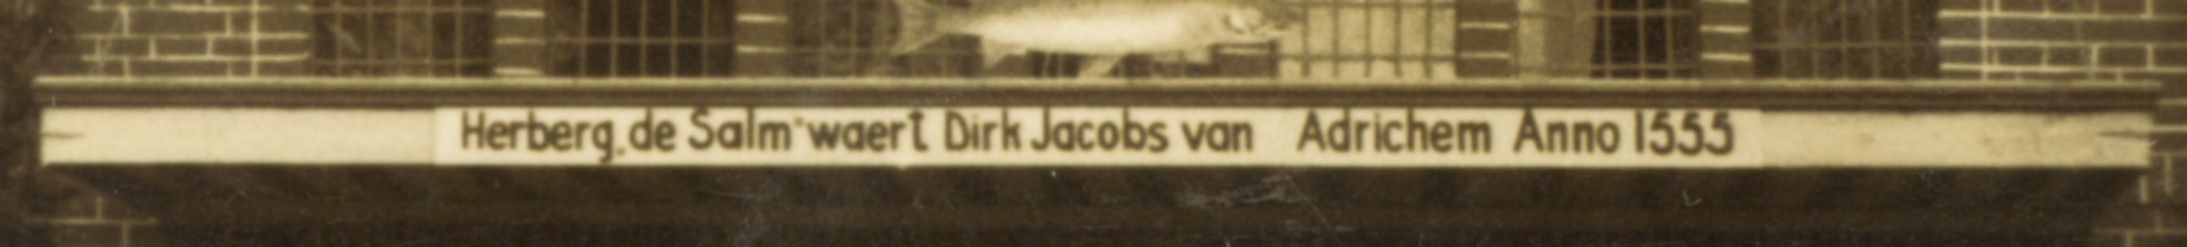 Herberg „de Salm" waert Dirk Jacobs van Adrichem Anno 1555